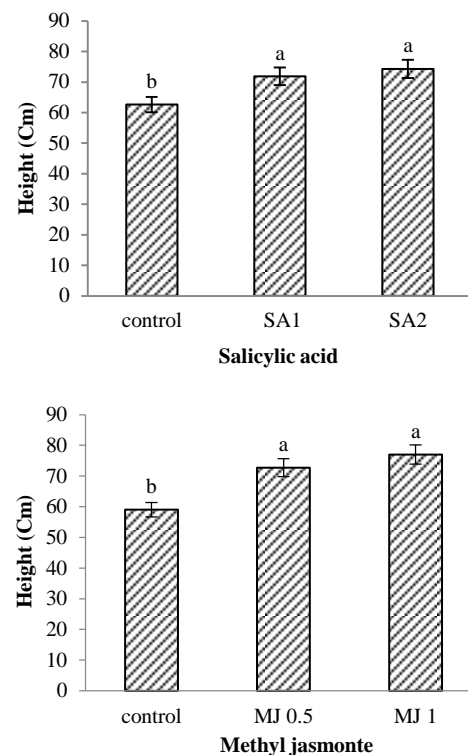 90
80
70
60
50
40
30
20
10
0
Height (Cm)
b
a
a
control SA1 SA2
Salicylic acid
90
80
70
60
50
40
30
20
10
0
Height (Cm)
b
a
a
control MJ 0.5 MJ 1
Methyl jasmonte